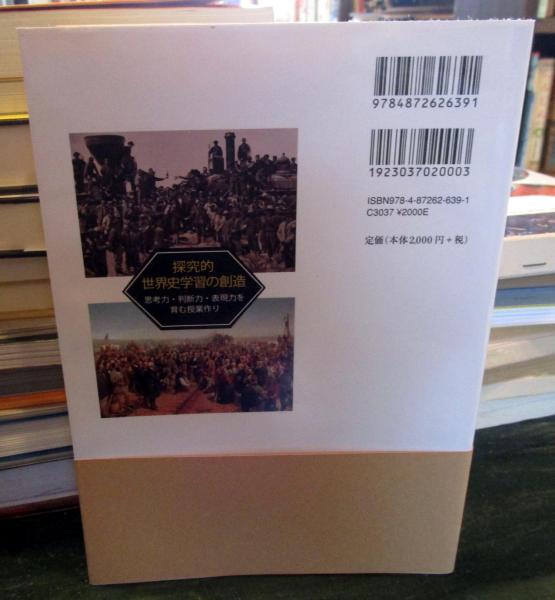 9784872626391
1923037020003
ISBN978-4-87262-639-1
C3037 ¥2000E
定価(本体2,000円+税)
探究的
世界史学習の創造
思考力・判断力・表現力を
育む授業作り